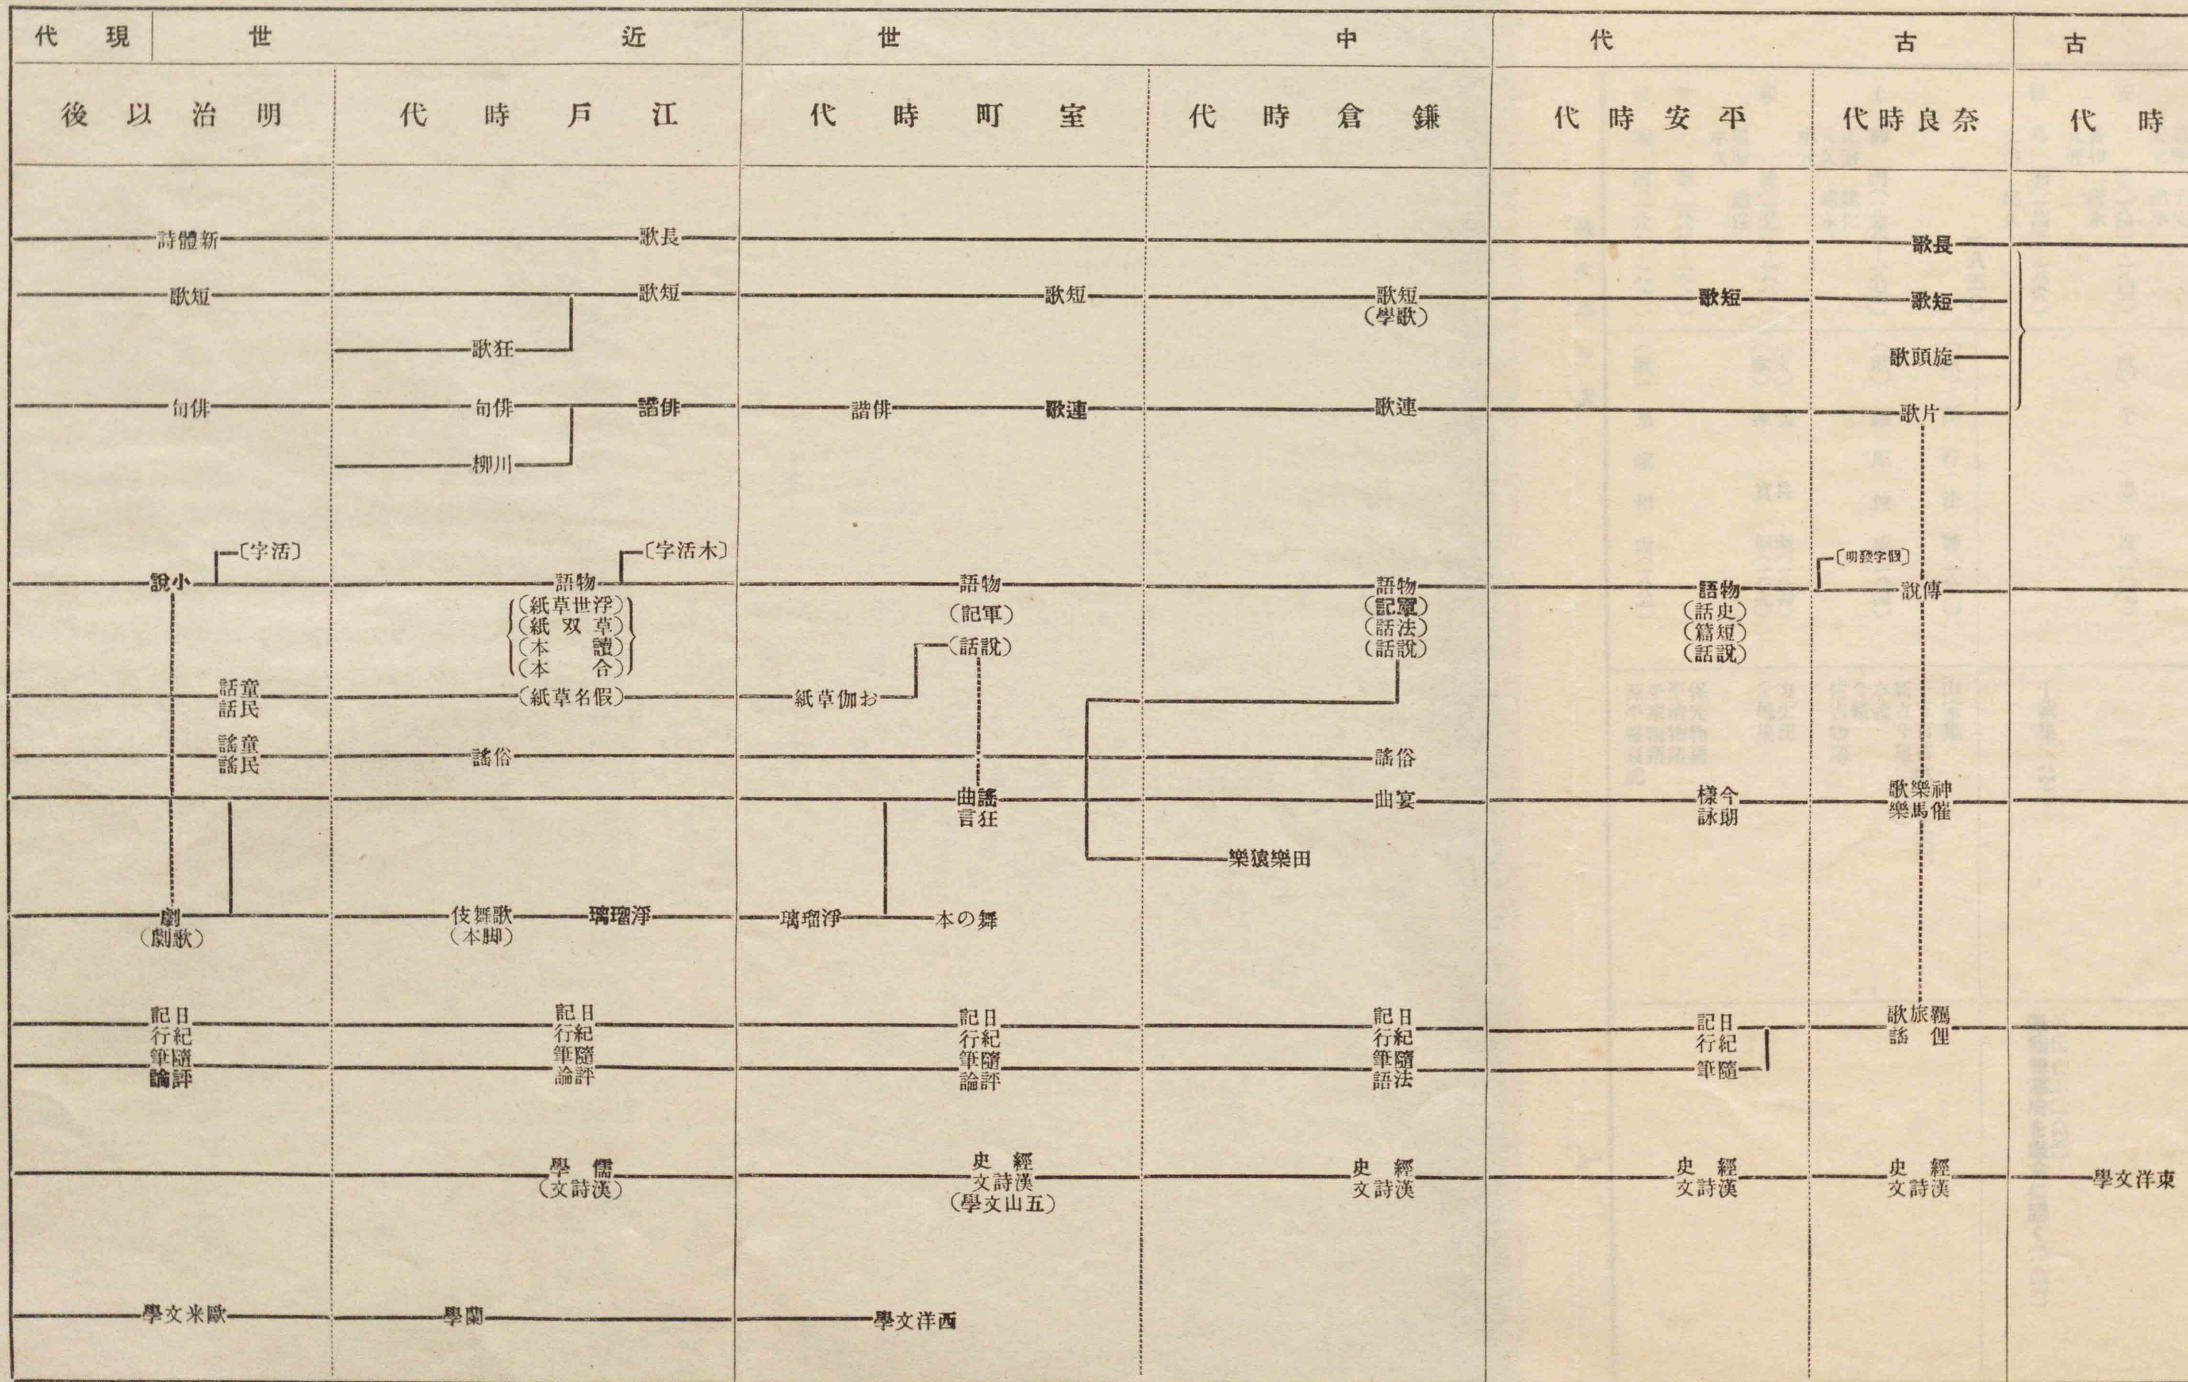 古
古代
中世
近世
現代
時代
奈良時代
平安時代
鎌倉時代
室町時代
江戸時代
明治以後
東洋文學
長歌
短歌
旋頭歌
片歌
〔假字發明〕
傳說
神樂歌
催馬樂
羈旅歌
俚謠
經史
漢詩文
短歌
物語
(史話)
(短篇)
(說話)
今樣
朗詠
日記
紀行
隨筆
經史
漢詩文
短歌
(歌學)
連歌
物語
(軍記)
(法話)
(說話)
俗謠
宴曲
田樂猿樂
日記
紀行
隨筆
法語
經史
漢詩文
短歌
連歌
俳諧
物語
(軍記)
(說話)
お伽草紙
謠曲
狂言
舞の本
淨瑠璃
日記
紀行
隨筆
評論
經史
漢詩文
(五山文學)
西洋文學
長歌
短歌
狂歌
俳諧
俳句
川柳
〔木活字〕
物語
(浮世草紙)
(草双紙)
(讀本)
(合本)
(假名草紙)
俗謠
淨瑠璃
歌舞伎
(脚本)
日記
紀行
隨筆
評論
儒學
(漢詩文)
蘭學
新體詩
短歌
俳句
〔活字〕
小說
童話
民話
童謠
民謠
劇
(歌劇)
日記
紀行
隨筆
評論
歐米文學